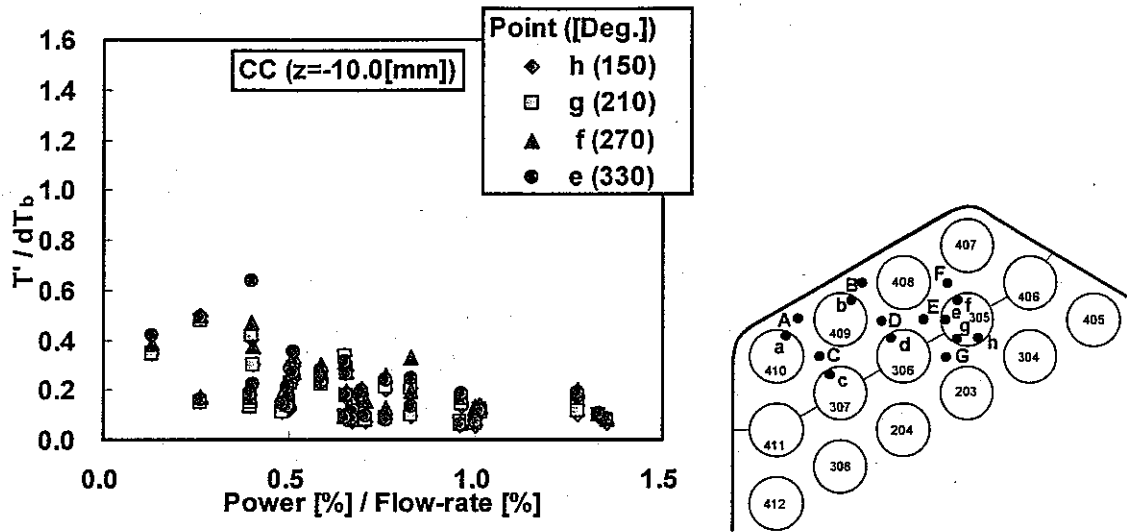 Point ([Deg.])
h (150)
g (210)
f (270)
e (330)
CC (z=-10.0[mm])
1.6
1.4
1.2
1.0
0.8
0.6
0.4
0.2
0.0
T' / dTb
0.0 0.5 1.0 1.5
Power [%] / Flow-rate [%]
407
408 F 406
B
b f
A 409 D E e 305 405
a d g h
410 C 306 G 304
c
307 203
411 204
308
412